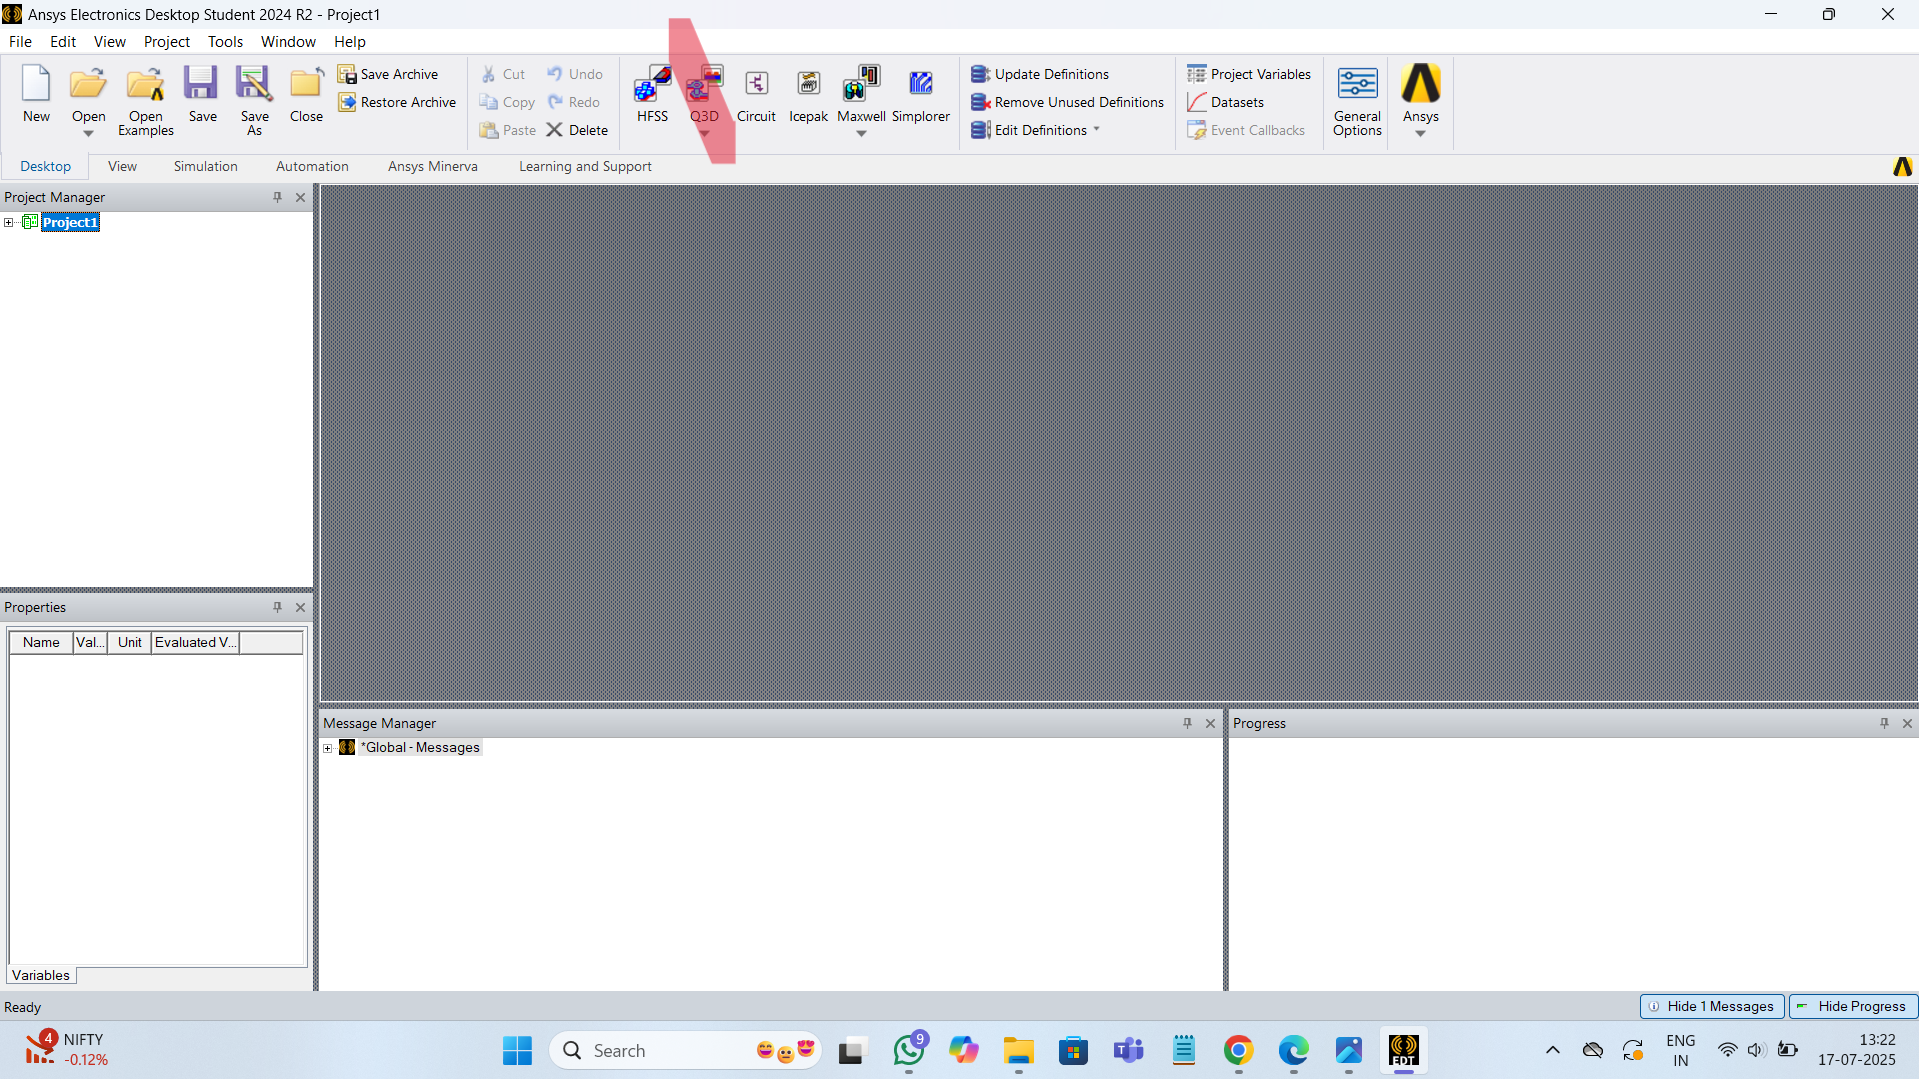 Ansys Electronics Desktop Student 2024 R2 - Project1
File Edit View Project Tools Window Help
New
Open
Open Examples
Save
Save As
Close
Save Archive
Restore Archive
Cut
Copy
Paste
Undo
Redo
Delete
HFSS
Q3D
Circuit
Icepak
Maxwell
Simplorer
Update Definitions
Remove Unused Definitions
Edit Definitions
Project Variables
Datasets
Event Callbacks
General Options
Ansys
Desktop View Simulation Automation Ansys Minerva Learning and Support
Project Manager
Project1
Properties
Name Val... Unit Evaluated V...
Variables
Message Manager
*Global - Messages
Progress
Ready
Hide 1 Messages
Hide Progress
4
NIFTY
-0.12%
Search
9
EDT
ENG
IN
13:22
17-07-2025